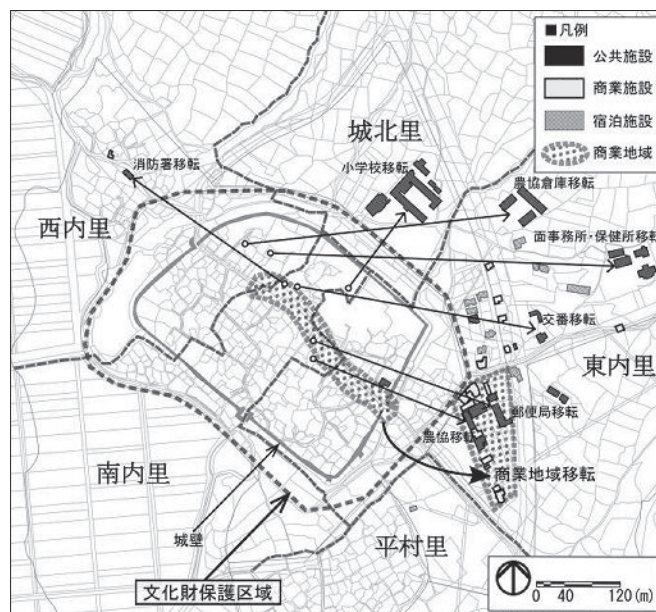 ■凡例
公共施設
商業施設
宿泊施設
商業地域
城北里
小学校移転
消防署移転
農協倉庫移転
西内里
面事務所・保健所移転
交番移転
東内里
郵便局移転
農協移転
商業地域移転
南内里
城壁
平村里
文化財保護区域
0 40 120(m)